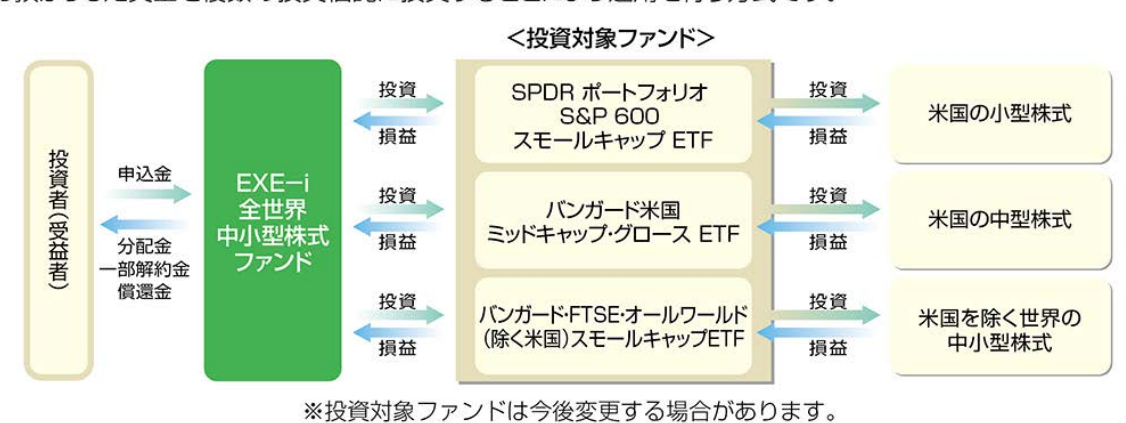 <投資対象ファンド>
投資者(受益者)
申込金
分配金
一部解約金
償還金
EXE-i
全世界
中小型株式
ファンド
投資
損益
SPDR ポートフォリオ
S&P 600
スモールキャップ ETF
投資
損益
米国の小型株式
投資
損益
バンガード米国
ミッドキャップ・グロース ETF
投資
損益
米国の中型株式
投資
損益
バンガード・FTSE・オールワールド
(除く米国)スモールキャップETF
投資
損益
米国を除く世界の
中小型株式
※投資対象ファンドは今後変更する場合があります。